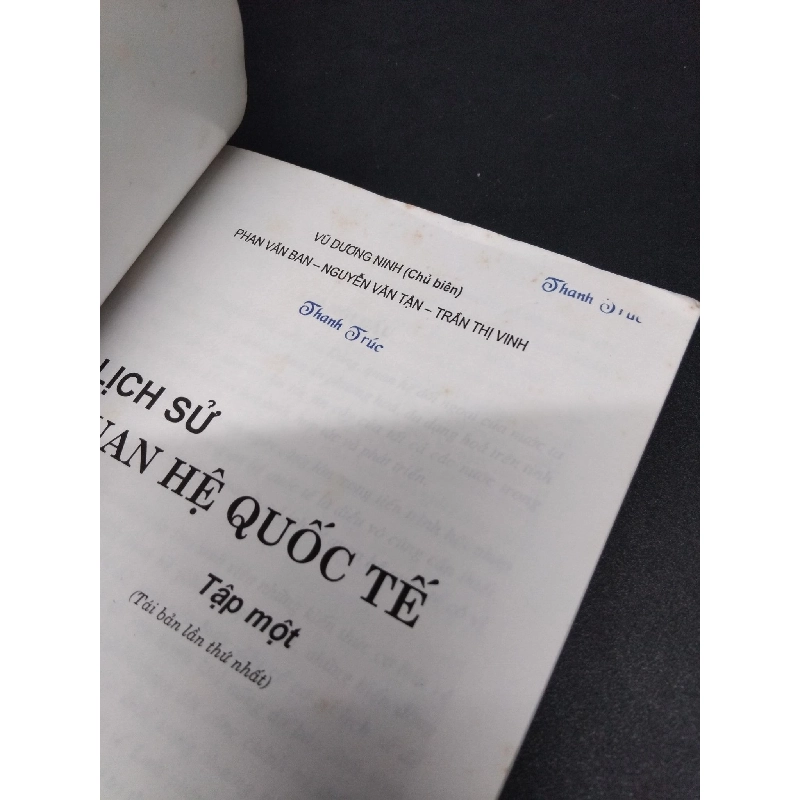 VŨ DƯƠNG NINH (Chủ biên)
PHAN VĂN BAN – NGUYỄN VĂN TẬN – TRẦN THỊ VINH
Thanh Trúc
Thanh Trúc
LỊCH SỬ
QUAN HỆ QUỐC TẾ
Tập một
(Tái bản lần thứ nhất)